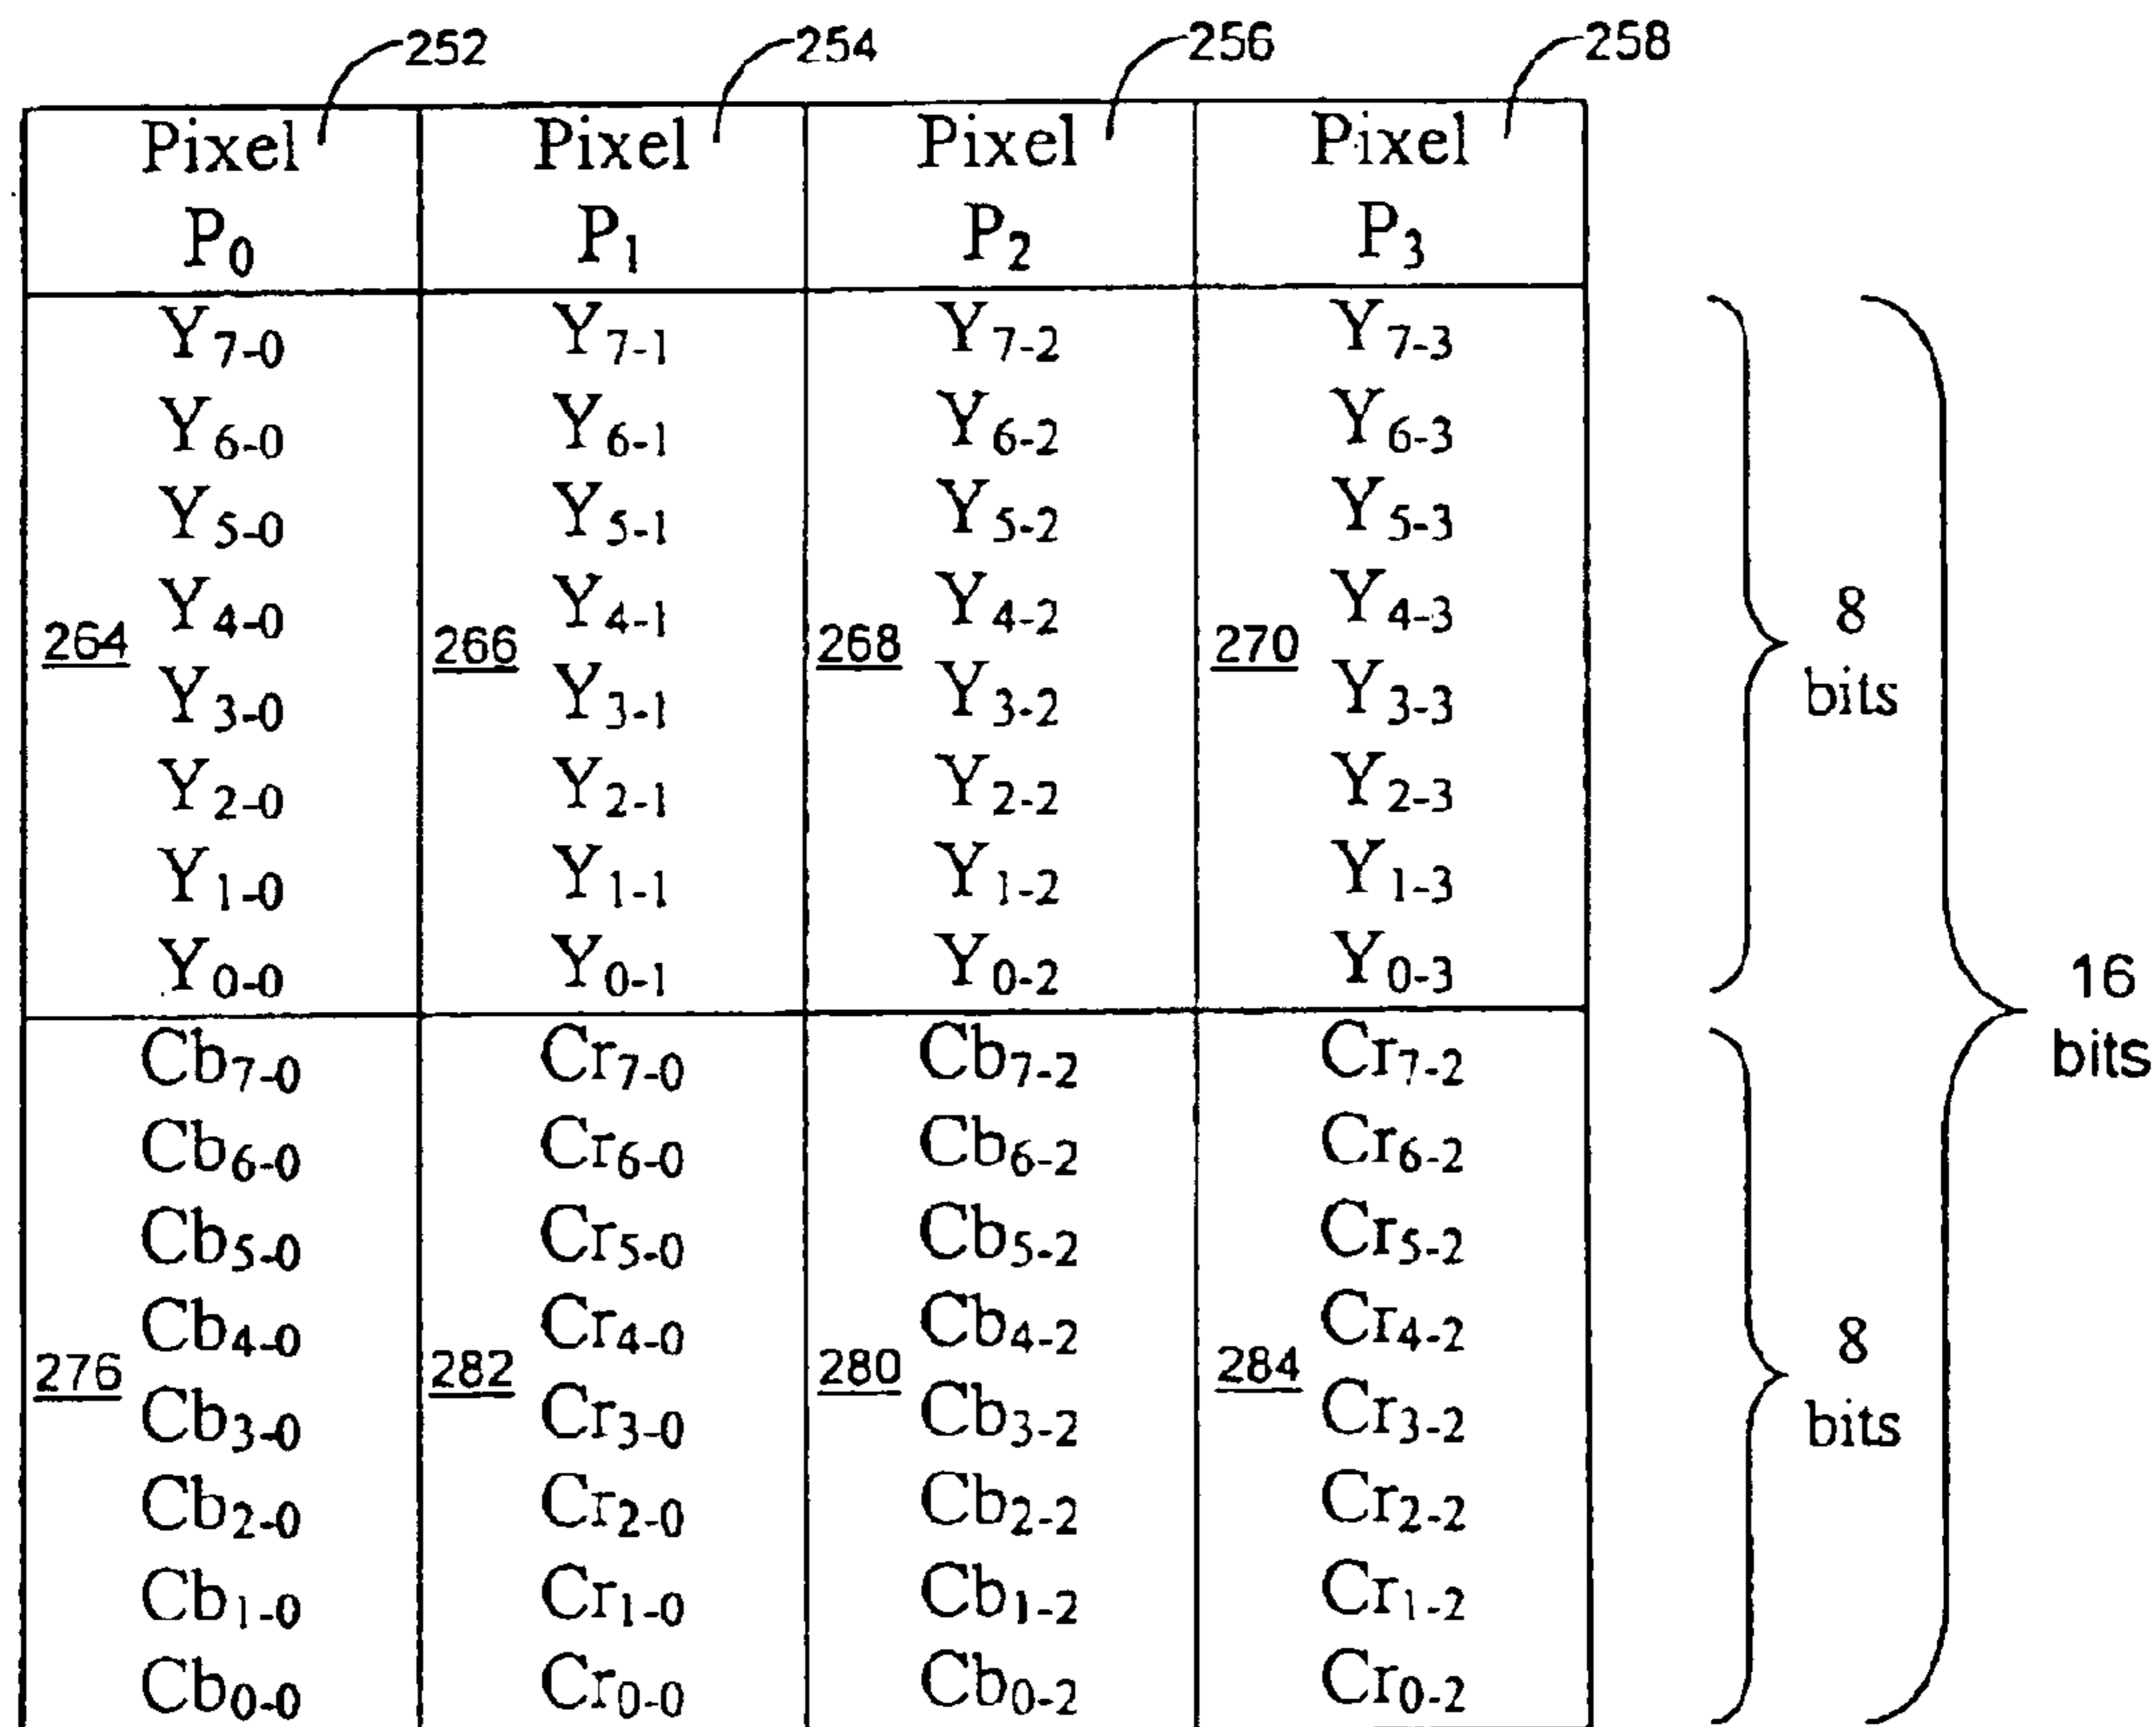 252 254 256 258
Pixel Pixel Pixel Pixel
P0 P1 P2 P3
Y7-0 Y7-1 Y7-2 Y7-3
Y6-0 Y6-1 Y6-2 Y6-3
Y5-0 Y5-1 Y5-2 Y5-3
Y4-0 Y4-1 Y4-2 Y4-3 8
264 266 268 270
Y3-0 Y3-1 Y3-2 Y3-3 bits
Y2-0 Y2-1 Y2-2 Y2-3
Y1-0 Y1-1 Y1-2 Y1-3
Y0-0 Y0-1 Y0-2 Y0-3 16
Cb7-0 Cr7-0 Cb7-2 Cr7-2 bits
Cb6-0 Cr6-0 Cb6-2 Cr6-2
Cb5-0 Cr5-0 Cb5-2 Cr5-2
Cb4-0 Cr4-0 Cb4-2 Cr4-2 8
276 282 280 284
Cb3-0 Cr3-0 Cb3-2 Cr3-2 bits
Cb2-0 Cr2-0 Cb2-2 Cr2-2
Cb1-0 Cr1-0 Cb1-2 Cr1-2
Cb0-0 Cr0-0 Cb0-2 Cr0-2